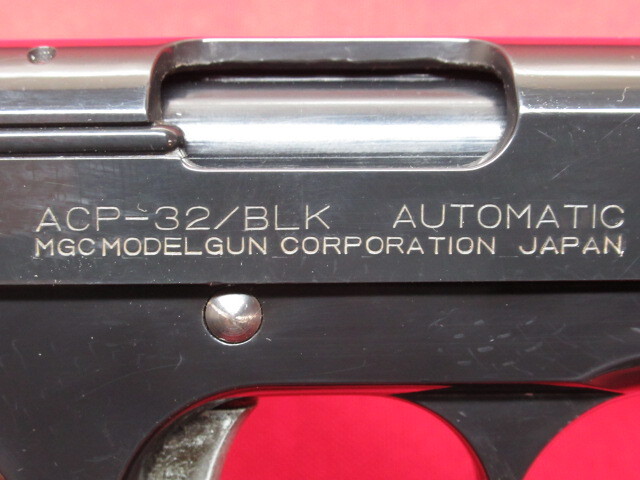 ACP-32/BLK AUTOMATIC
MGC MODELGUN CORPORATION JAPAN